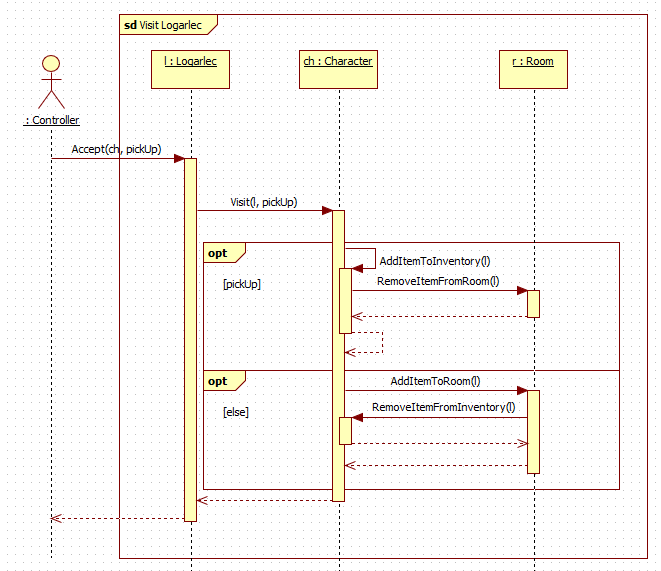 sd Visit Logarlec
l : Logarlec
ch : Character
r : Room
: Controller
Accept(ch, pickUp)
Visit(l, pickUp)
opt
AddItemToInventory(l)
[pickUp]
RemoveItemFromRoom(l)
opt
AddItemToRoom(l)
[else]
RemoveItemFromInventory(l)